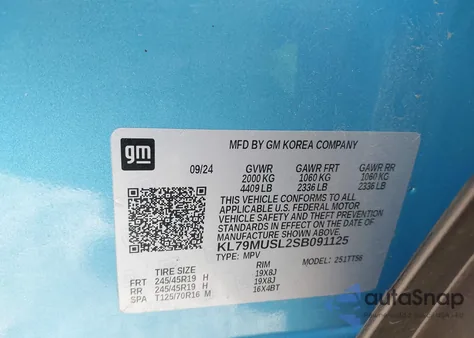 gm
MFD BY GM KOREA COMPANY
09/24 GVWR GAWR FRT GAWR RR
2000 KG 1060 KG 1060 KG
4409 LB 2336 LB 2336 LB
THIS VEHICLE CONFORMS TO ALL
APPLICABLE U.S. FEDERAL MOTOR
VEHICLE SAFETY AND THEFT PREVENTION
STANDARDS IN EFFECT ON THE DATE OF
MANUFACTURE SHOWN ABOVE.
KL79MUSL2SB091125
TYPE: MPV MODEL: 2S1TT56
TIRE SIZE RIM
FRT 245/45R19 H 19X8J
RR 245/45R19 H 19X8J
SPA T125/70R16 M 16X4BT
autoSnap